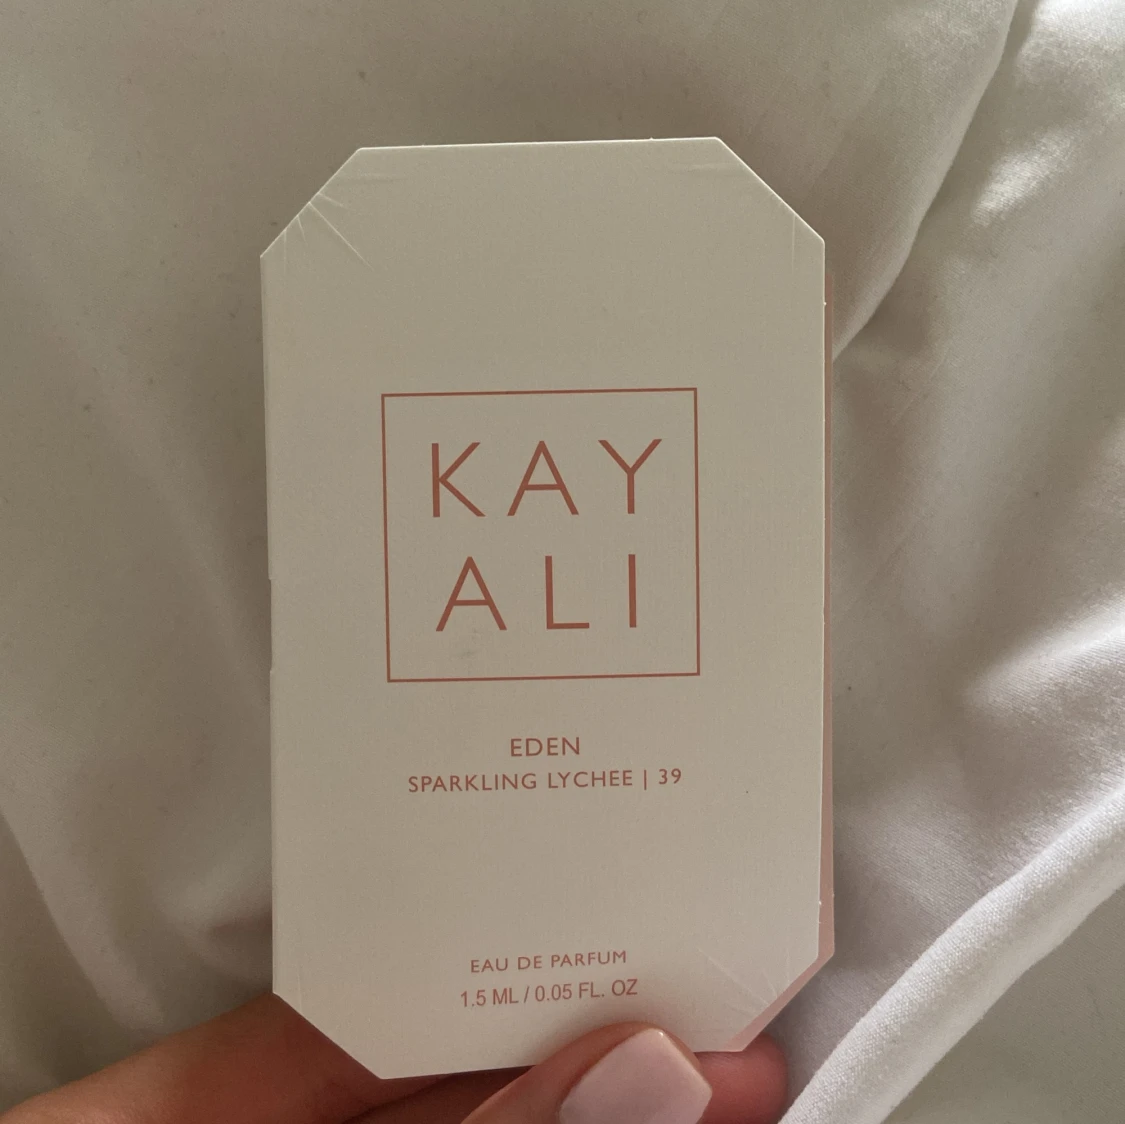 KAY
ALI
EDEN
SPARKLING LYCHEE | 39
EAU DE PARFUM
1.5 ML / 0.05 FL. OZ